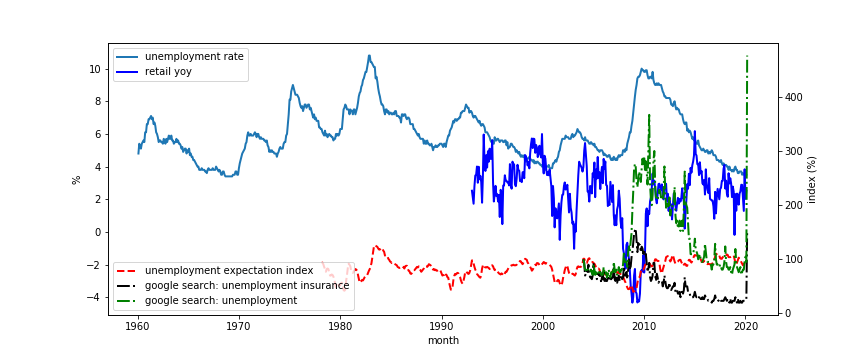 unemployment rate
retail yoy
10
8
6
4
2
0
−2
−4
%
400
300
200
100
0
index (%)
unemployment expectation index
google search: unemployment insurance
google search: unemployment
1960 1970 1980 1990 2000 2010 2020
month